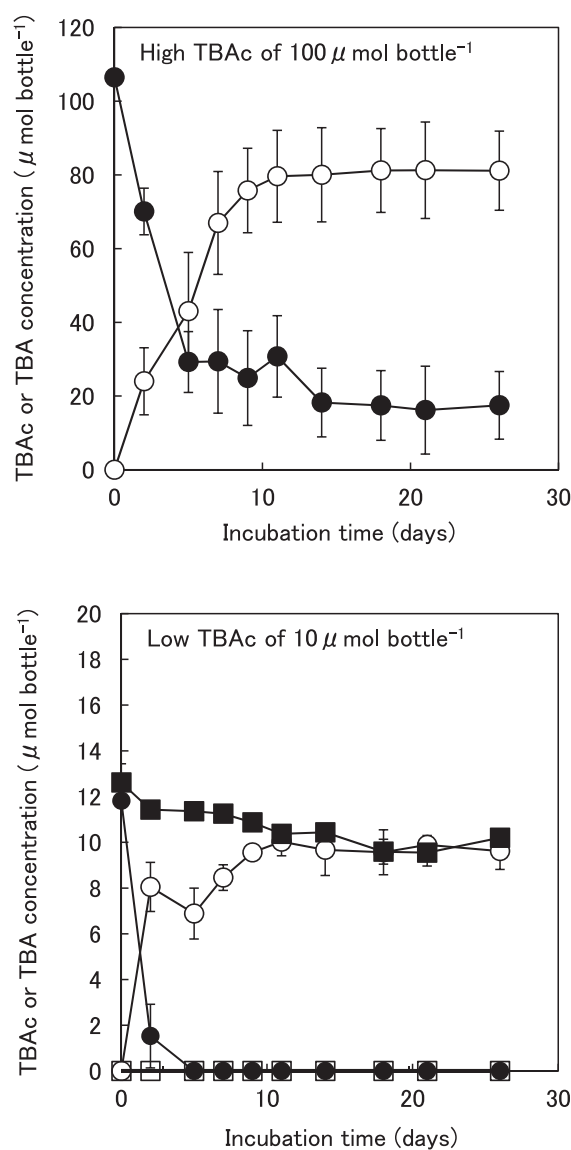 High TBAc of 100 μ mol bottle⁻¹
TBAc or TBA concentration ( μ mol bottle⁻¹)
120
100
80
60
40
20
0
0 10 20 30
Incubation time (days)
Low TBAc of 10 μ mol bottle⁻¹
TBAc or TBA concentration ( μ mol bottle⁻¹)
20
18
16
14
12
10
8
6
4
2
0
0 10 20 30
Incubation time (days)